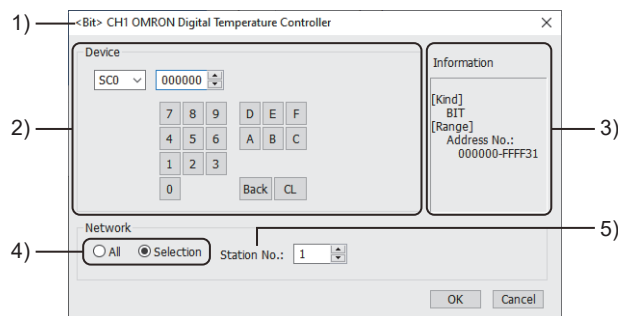 1)
<Bit> CH1 OMRON Digital Temperature Controller
Device
SC0 000000
7 8 9 D E F
4 5 6 A B C
1 2 3
0 Back CL
2)
Information
[Kind]
BIT
[Range]
Address No.:
000000-FFFF31
3)
Network
4)
All Selection Station No.: 1
5)
OK Cancel